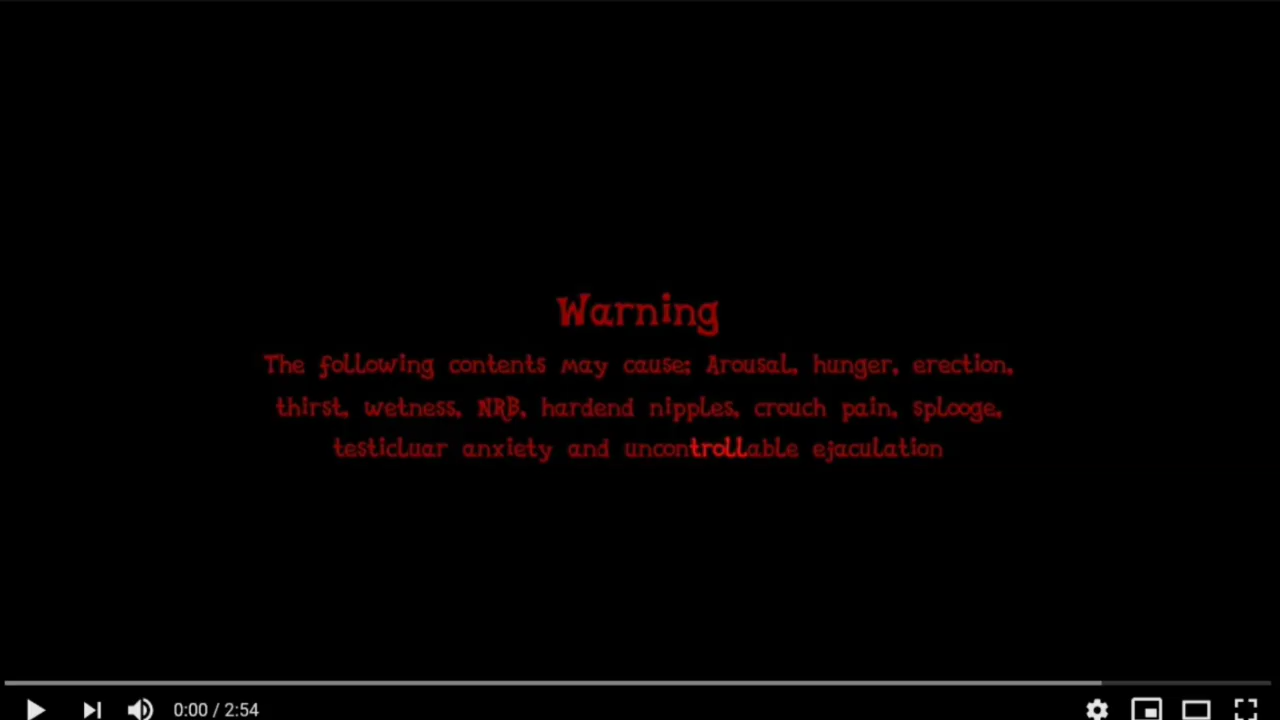 Warning
The following contents may cause: Arousal, hunger, erection,
thirst, wetness, NRB, hardend nipples, crouch pain, splooge,
testicluar anxiety and uncontrollable ejaculation
0:00 / 2:54